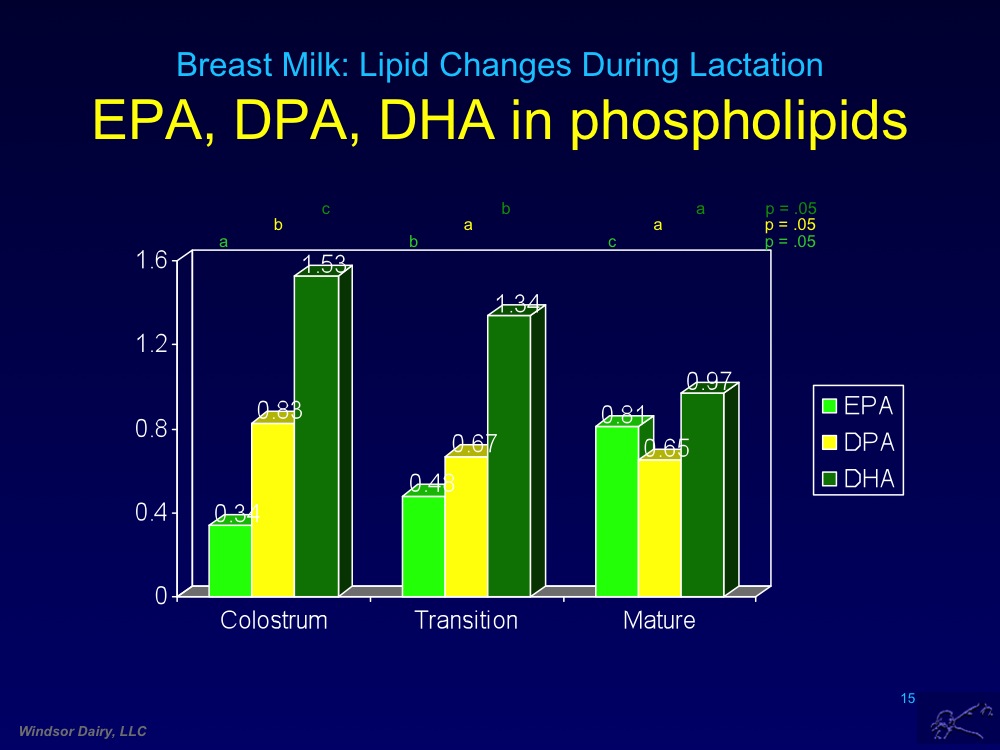 Breast Milk: Lipid Changes During Lactation
EPA, DPA, DHA in phospholipids
c b a p = .05
b a a p = .05
a b c p = .05
1.6
1.2
0.8
0.4
0
0.34
0.83
1.53
0.48
0.67
1.34
0.81
0.65
0.97
Colostrum Transition Mature
EPA
DPA
DHA
15
Windsor Dairy, LLC